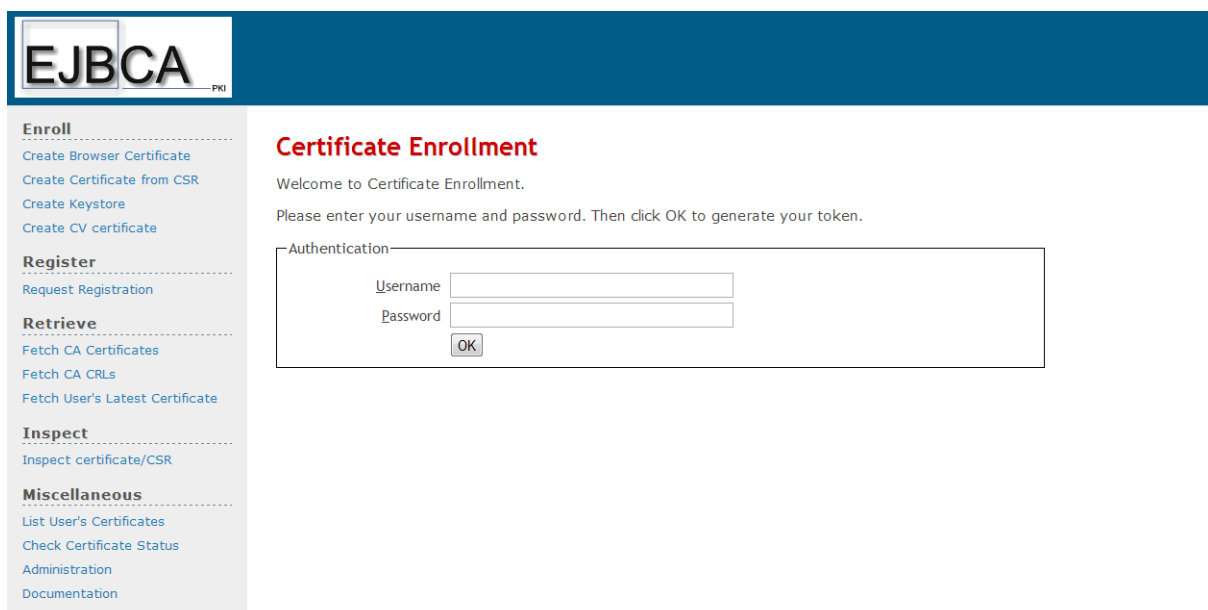 EJBCA
PKI
Enroll
Create Browser Certificate
Create Certificate from CSR
Create Keystore
Create CV certificate
Register
Request Registration
Retrieve
Fetch CA Certificates
Fetch CA CRLs
Fetch User's Latest Certificate
Inspect
Inspect certificate/CSR
Miscellaneous
List User's Certificates
Check Certificate Status
Administration
Documentation
Certificate Enrollment
Welcome to Certificate Enrollment.
Please enter your username and password. Then click OK to generate your token.
Authentication
Username
Password
OK